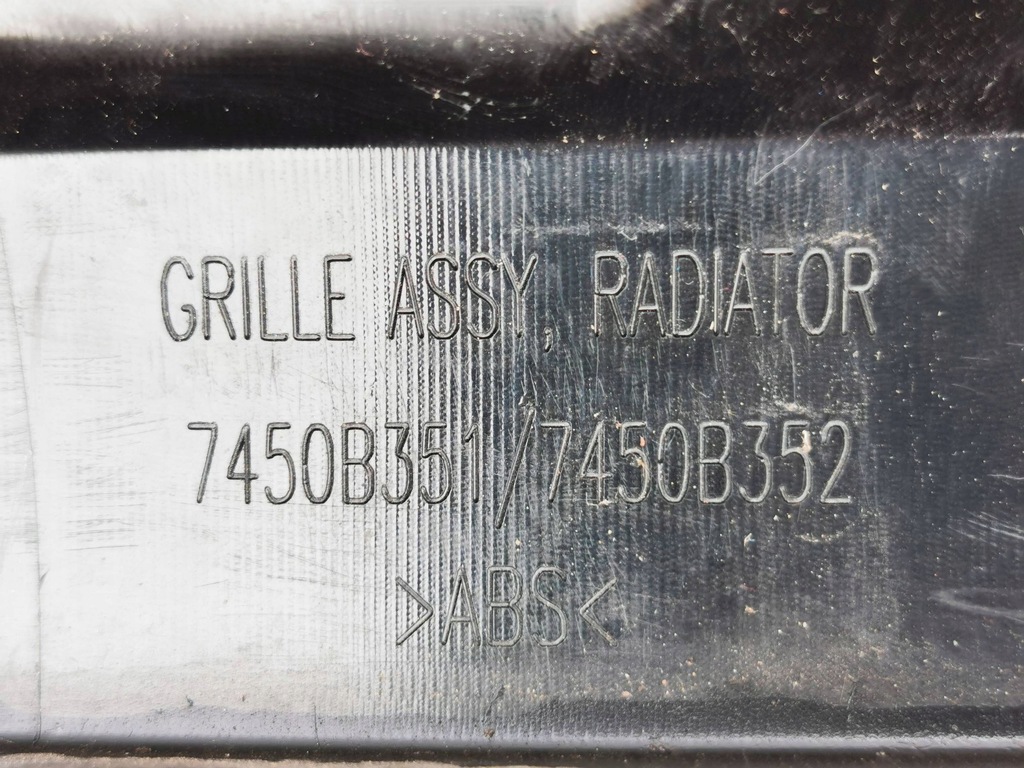 GRILLE ASSY, RADIATOR
7450B351/7450B352
>ABS<